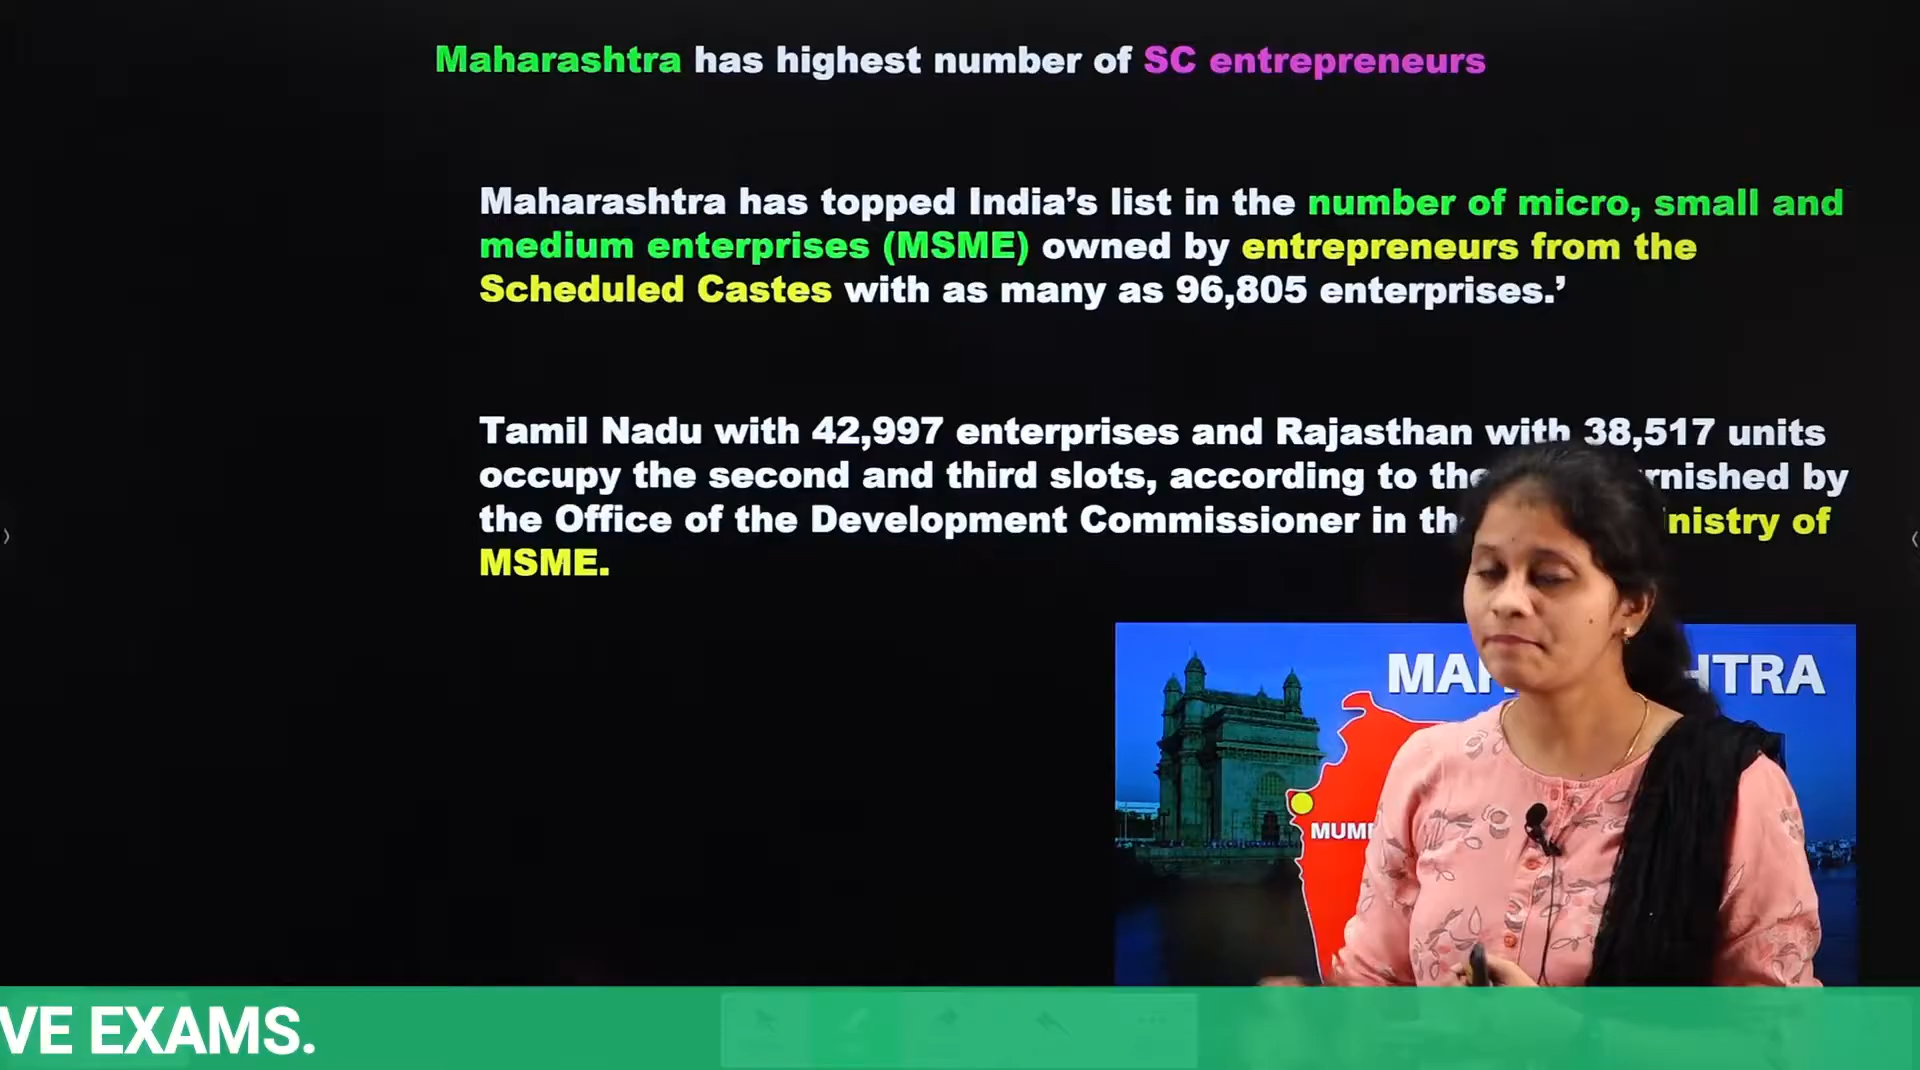 Maharashtra has highest number of SC entrepreneurs
Maharashtra has topped India’s list in the number of micro, small and
medium enterprises (MSME) owned by entrepreneurs from the
Scheduled Castes with as many as 96,805 enterprises.’
Tamil Nadu with 42,997 enterprises and Rajasthan with 38,517 units
occupy the second and third slots, according to the by
the Office of the Development Commissioner in of
MSME.
VE EXAMS.